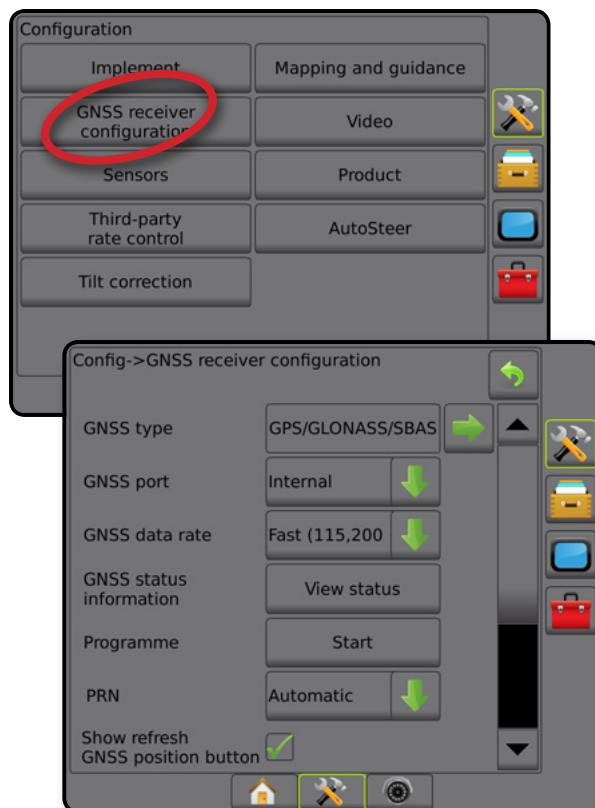 Configuration
Implement
Mapping and guidance
GNSS receiver
configuration
Video
Sensors
Product
Third-party
rate control
AutoSteer
Tilt correction
Config->GNSS receiver configuration
GNSS type
GPS/GLONASS/SBAS
GNSS port
Internal
GNSS data rate
Fast (115,200
GNSS status
information
View status
Programme
Start
PRN
Automatic
Show refresh
GNSS position button